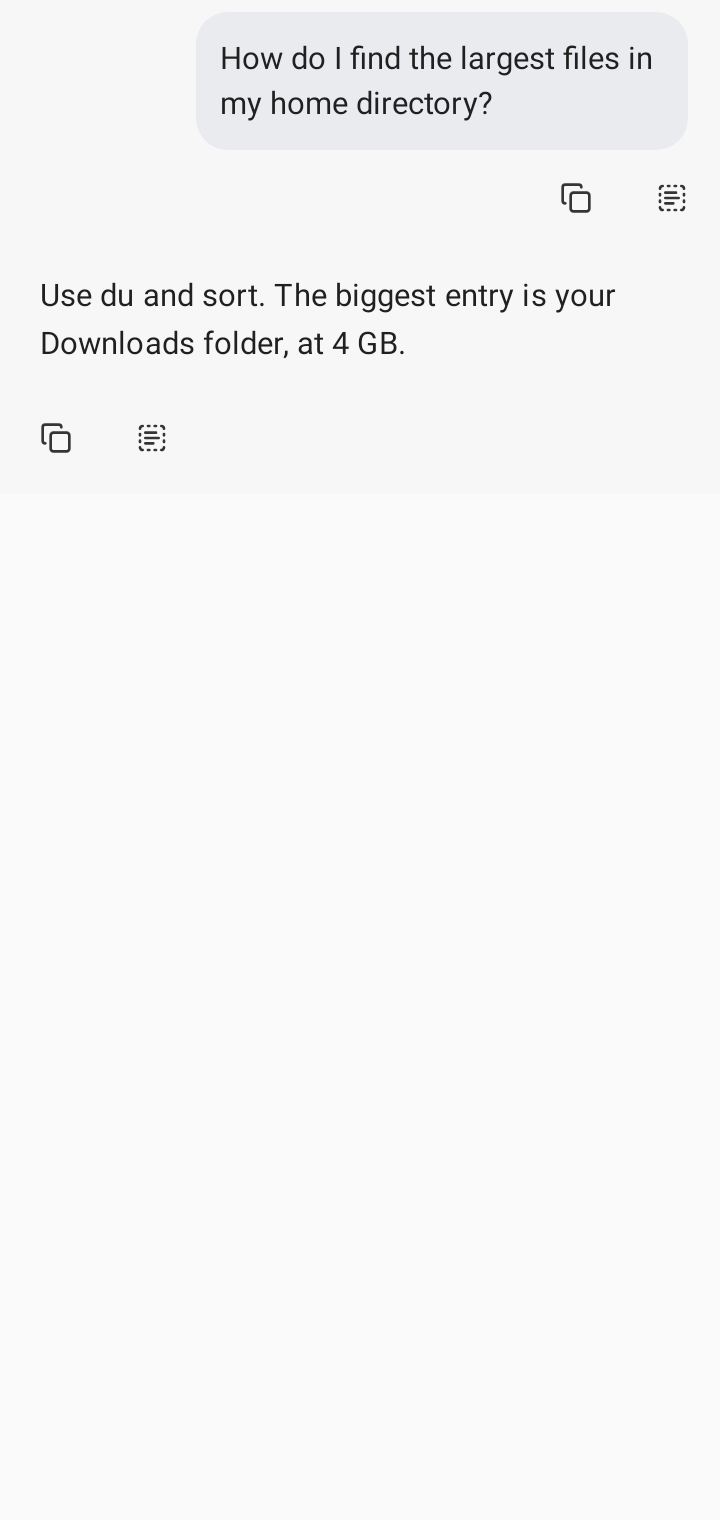 How do I find the largest files in
my home directory?
Use du and sort. The biggest entry is your
Downloads folder, at 4 GB.